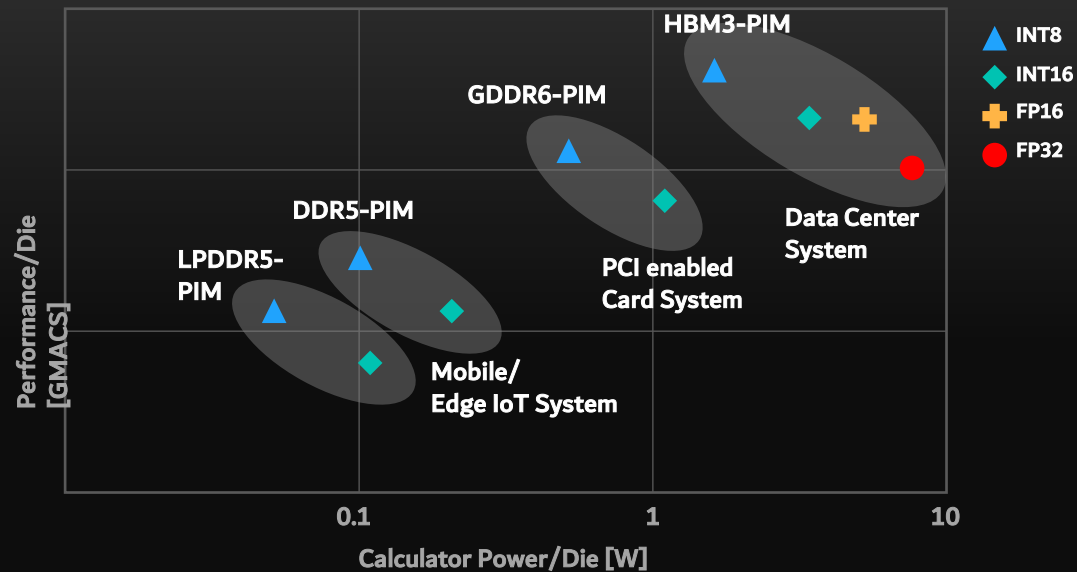 HBM3-PIM
INT8
INT16
FP16
FP32
GDDR6-PIM
DDR5-PIM
LPDDR5-
PIM
Data Center
System
PCI enabled
Card System
Mobile/
Edge IoT System
Performance/Die
[GMACS]
0.1
1
10
Calculator Power/Die [W]